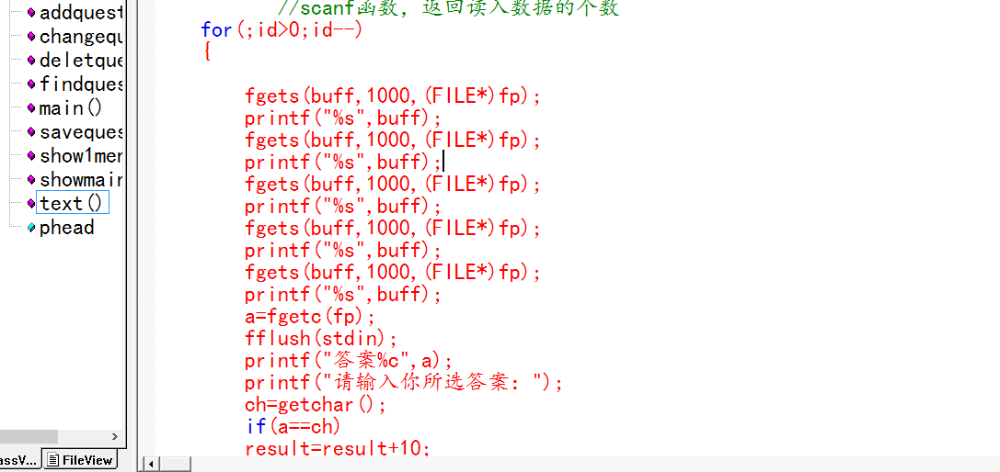 addquest
changequ
deleteque
findques
main()
saveques
show1mer
showmair
text()
phead
assV...
FileView
//scanf函数，返回读入数据的个数
for(;id>0;id--)
{
fgets(buff,1000,(FILE*)fp);
printf("%s",buff);
fgets(buff,1000,(FILE*)fp);
printf("%s",buff);
fgets(buff,1000,(FILE*)fp);
printf("%s",buff);
fgets(buff,1000,(FILE*)fp);
printf("%s",buff);
fgets(buff,1000,(FILE*)fp);
printf("%s",buff);
a=fgetc(fp);
fflush(stdin);
printf("答案%c",a);
printf("请输入你所选答案：");
ch=getchar();
if(a==ch)
result=result+10;